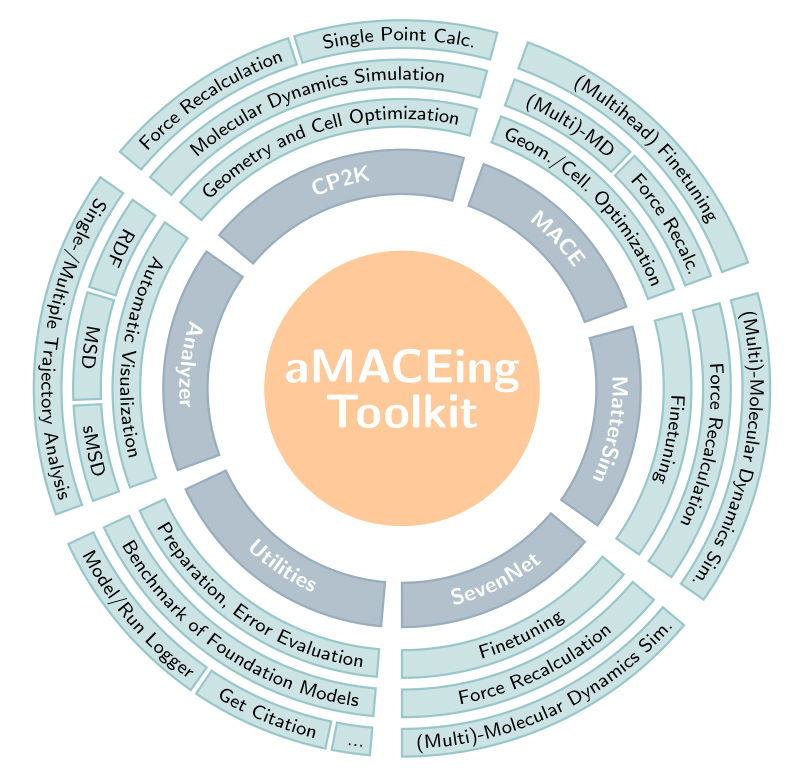 aMACEing
Toolkit
CP2K
Single Point Calc.
Force Recalculation
Molecular Dynamics Simulation
Geometry and Cell Optimization
MACE
(Multihead) Finetuning
(Multi)-MD
Force Recalc.
Geom./Cell. Optimization
MatterSim
(Multi)-Molecular Dynamics Sim.
Force Recalculation
Finetuning
SevenNet
Finetuning
Force Recalculation
(Multi)-Molecular Dynamics Sim.
Utilities
Preparation, Error Evaluation
Benchmark of Foundation Models
Model/Run Logger
Get Citation
...
Analyzer
Automatic Visualization
RDF
MSD
sMSD
Single-/Multiple Trajectory Analysis